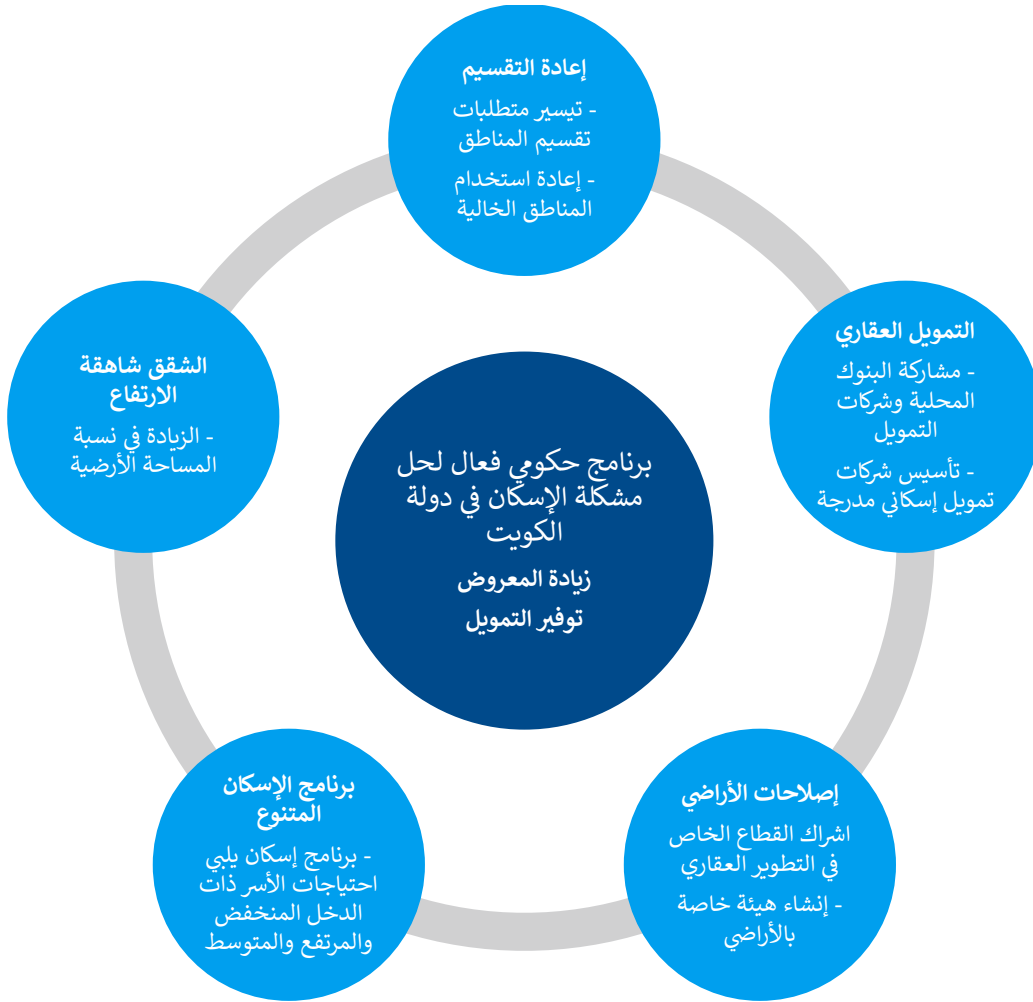 إعادة التقسيم
- تيسير متطلبات
تقسيم المناطق
- إعادة استخدام
المناطق الخالية
التمويل العقاري
- مشاركة البنوك
المحلية وشركات
التمويل
- تأسيس شركات
تمويل إسكاني مدرجة
الشقق شاهقة
الارتفاع
- الزيادة في نسبة
المساحة الأرضية
برنامج حكومي فعال لحل
مشكلة الإسكان في دولة
الكويت
زيادة المعروض
توفير التمويل
إصلاحات الأراضي
اشراك القطاع الخاص
في التطوير العقاري
- إنشاء هيئة خاصة
بالأراضي
برنامج الإسكان
المتنوع
- برنامج إسكان يلبي
احتياجات الأسر ذات
الدخل المنخفض
والمرتفع والمتوسط